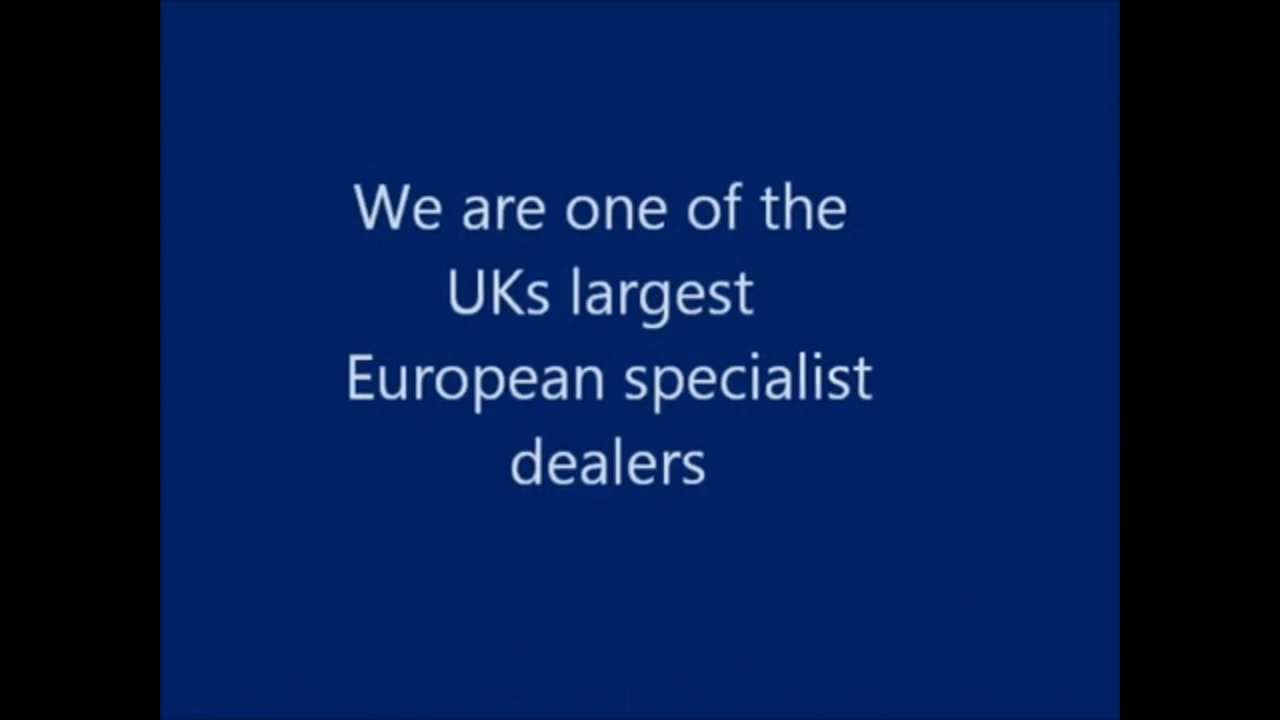 We are one of the
UKs largest
European specialist
dealers